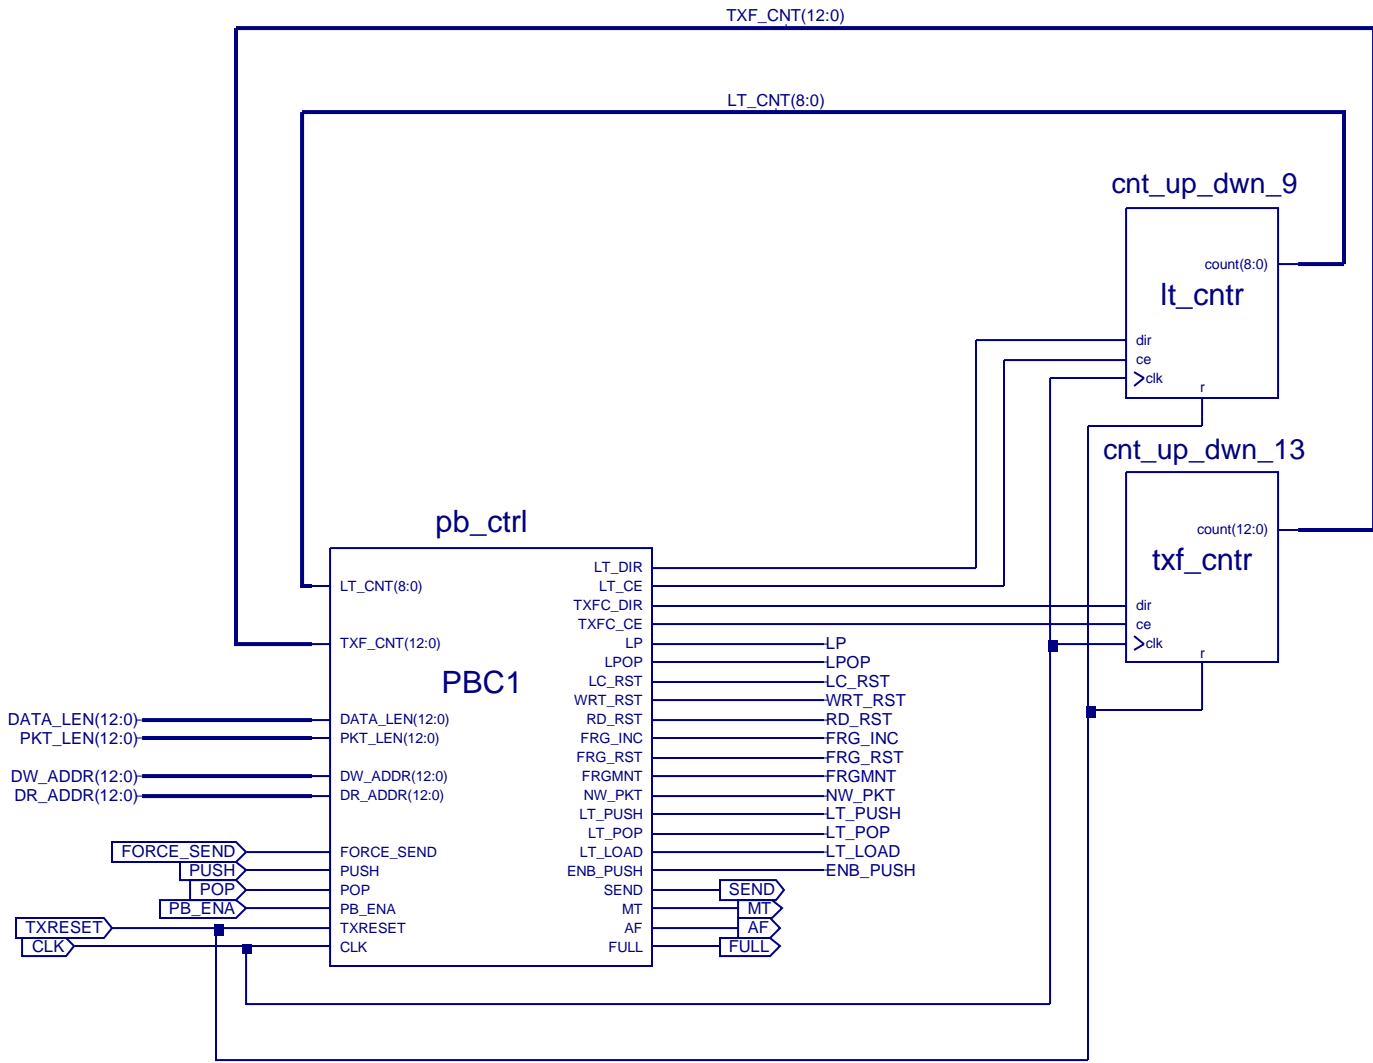 TXF_CNT(12:0)
LT_CNT(8:0)
cnt_up_dwn_9
count(8:0)
lt_cntr
dir
ce
clk
r
cnt_up_dwn_13
count(12:0)
txf_cntr
dir
ce
clk
r
pb_ctrl
LT_CNT(8:0)
TXF_CNT(12:0)
PBC1
DATA_LEN(12:0) DATA_LEN(12:0)
PKT_LEN(12:0) PKT_LEN(12:0)
DW_ADDR(12:0) DW_ADDR(12:0)
DR_ADDR(12:0) DR_ADDR(12:0)
FORCE_SEND FORCE_SEND
PUSH PUSH
POP POP
PB_ENA PB_ENA
TXRESET TXRESET
CLK CLK
LT_DIR
LT_CE
TXFC_DIR
TXFC_CE
LP LP
LPOP LPOP
LC_RST LC_RST
WRT_RST WRT_RST
RD_RST RD_RST
FRG_INC FRG_INC
FRG_RST FRG_RST
FRGMNT FRGMNT
NW_PKT NW_PKT
LT_PUSH LT_PUSH
LT_POP LT_POP
LT_LOAD LT_LOAD
ENB_PUSH ENB_PUSH
SEND SEND
MT MT
AF AF
FULL FULL